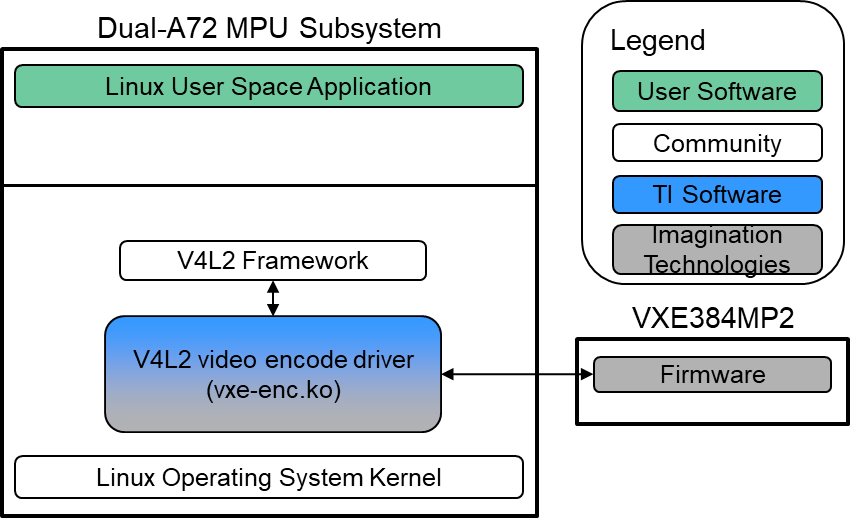 Dual-A72 MPU Subsystem
Linux User Space Application
V4L2 Framework
V4L2 video encode driver
(vxe-enc.ko)
Linux Operating System Kernel
Legend
User Software
Community
TI Software
Imagination
Technologies
VXE384MP2
Firmware